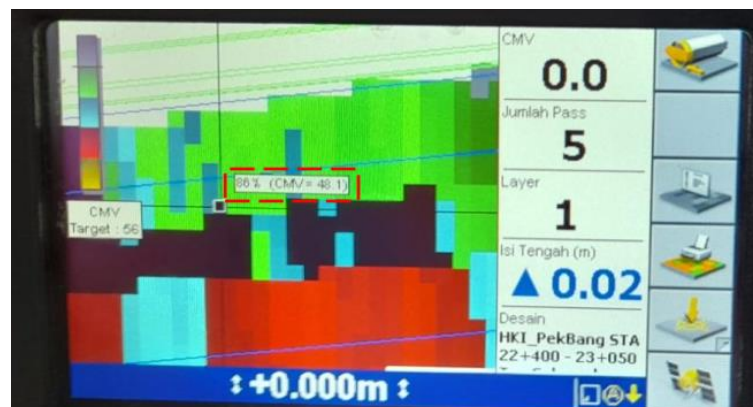 CMV
0.0
Jumlah Pass
5
Layer
1
Isi Tengah (m)
0.02
Desain
HKI_PekBang STA
22+400 - 23+050
86% (CMV = 48.1)
CMV
Target : 56
+0.000m